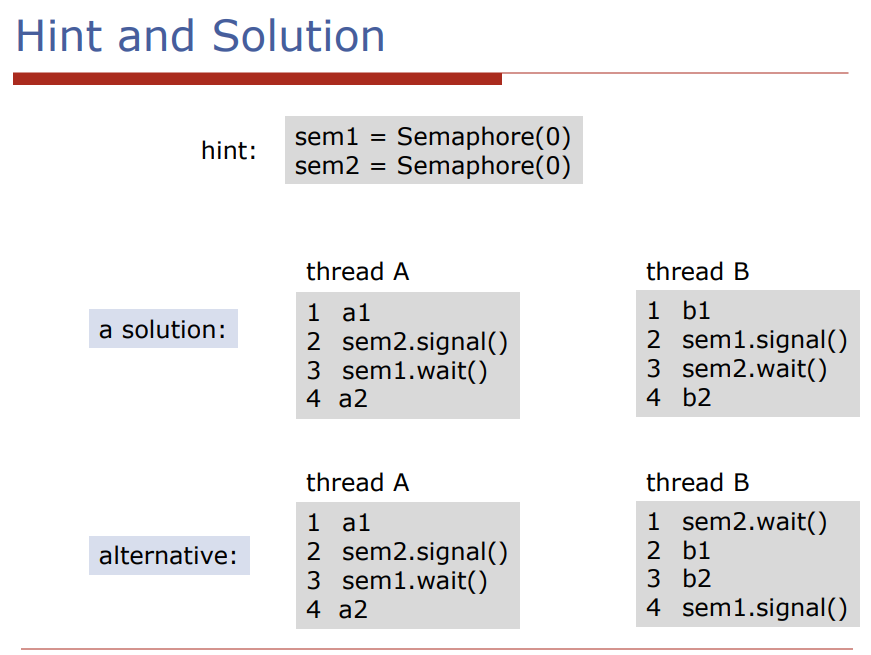 Hint and Solution
hint:
sem1 = Semaphore(0)
sem2 = Semaphore(0)
thread A
thread B
a solution:
1 a1
2 sem2.signal()
3 sem1.wait()
4 a2
1 b1
2 sem1.signal()
3 sem2.wait()
4 b2
thread A
thread B
alternative:
1 a1
2 sem2.signal()
3 sem1.wait()
4 a2
1 sem2.wait()
2 b1
3 b2
4 sem1.signal()